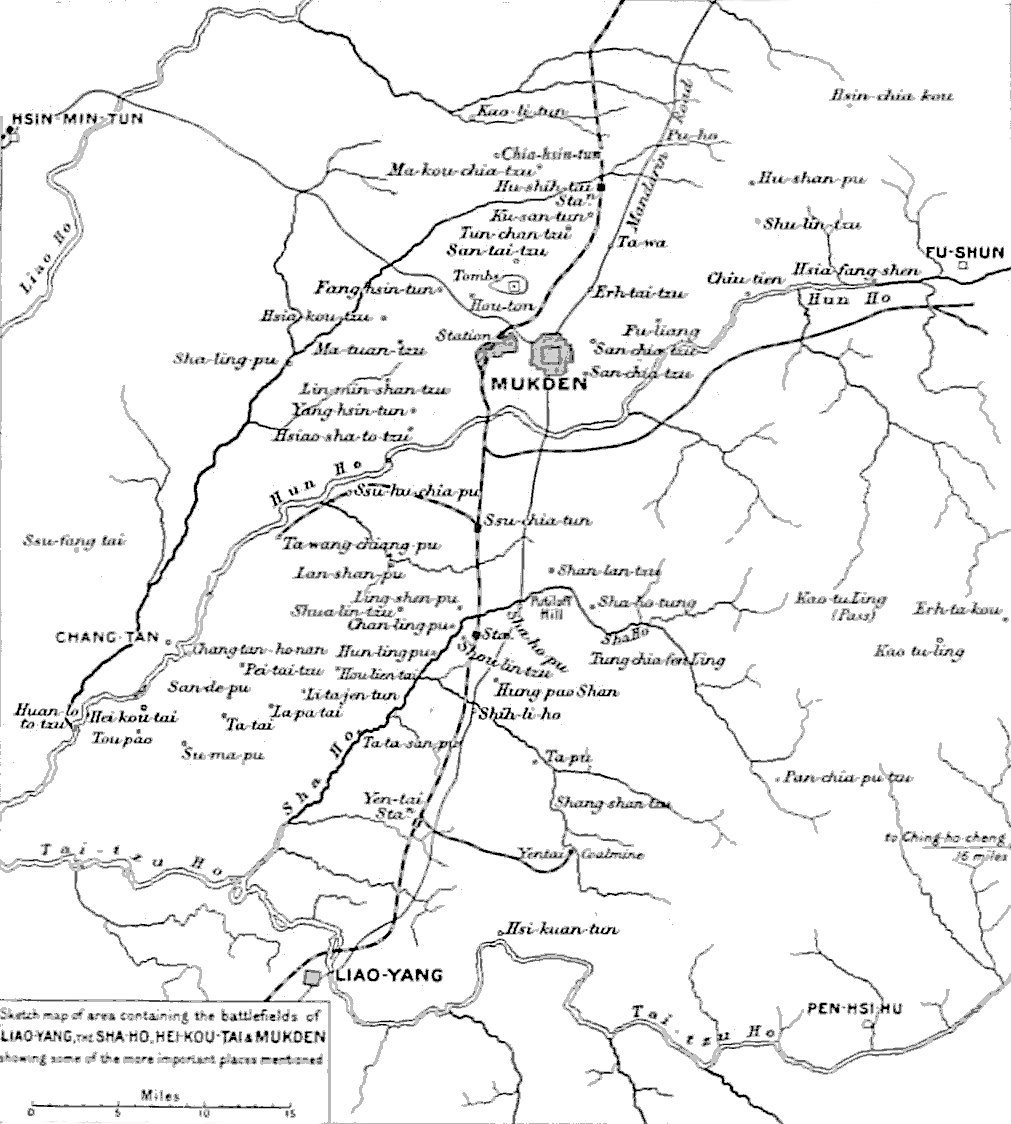 Hsin-chia kou
Kao-li-tun
HSIN-MIN-TUN
Mandarin Road
Pu-ho
Chia-hsin-tun
Ma-kou-chia-tzu
Hu-shan-pu
Hu-shih-tai
Sta.n
Ku-san-tun
Shu-lin-tzu
Tun-chan-tzu
Ta-wa
San-tai-tzu
FU-SHUN
Liao Ho
Tombs
Chiu-tien
Hsia-fang-shen
Fang-hsin-tun
Erh-tai-tzu
Hun Ho
Hou-ton
Hsia-kou-tzu
Station
Fu-liang
Sha-ling-pu
Ma-tuan-tzu
San-chia-tzu
San-chia-tzu
MUKDEN
Lin-min-shan-tzu
Yang-hsin-tun
Hsiao-sha-to-tzu
Hun Ho
Ssu-hu-chia-pu
Ssu-chia-tun
Ssu-fang tai
Ta-wang-chiang-pu
Lan-shan-pu
Shan-lan-tzu
Ling-shen-pu
Putiloff
Hill
Sha-ho-tung
Kao-tu Ling
(Pass)
Erh-ta-kou
Shua-lin-tzu
Chan-ling-pu
CHANG-TAN
Sta.
Sha-ho-pu
Sha Ho
Chang tan-ho-nan
Hun-ling-pu
Shou-lin-tzu
Tung-chia-fen Ling
Kao tu-ling
Pei-tai-tzu
Hou-lien-tai
San-de-pu
Li-ta-jen-tun
Hung pao Shan
Huan-lo
to-tzu
Hei-kou-tai
La-pa-tai
Shih-li-ho
Ta-tai
Tou-pao
Su-ma-pu
Ta-ta-san-pu
Ta-pu
Sha Ho
Pan-chia-pu-tzu
Yen-tai
Sta.n
Shang-shan-tzu
Tai-tzu Ho
Yentai Coalmine
to Ching-ho-cheng
16 miles
Hsi-kuan-tun
LIAO-YANG
Tai-tzu Ho
PEN-HSI-HU
Sketch map of area containing the battlefields of
LIAO-YANG, THE SHA-HO, HEI-KOU-TAI & MUKDEN
showing some of the more important places mentioned
Miles
0 5 10 15